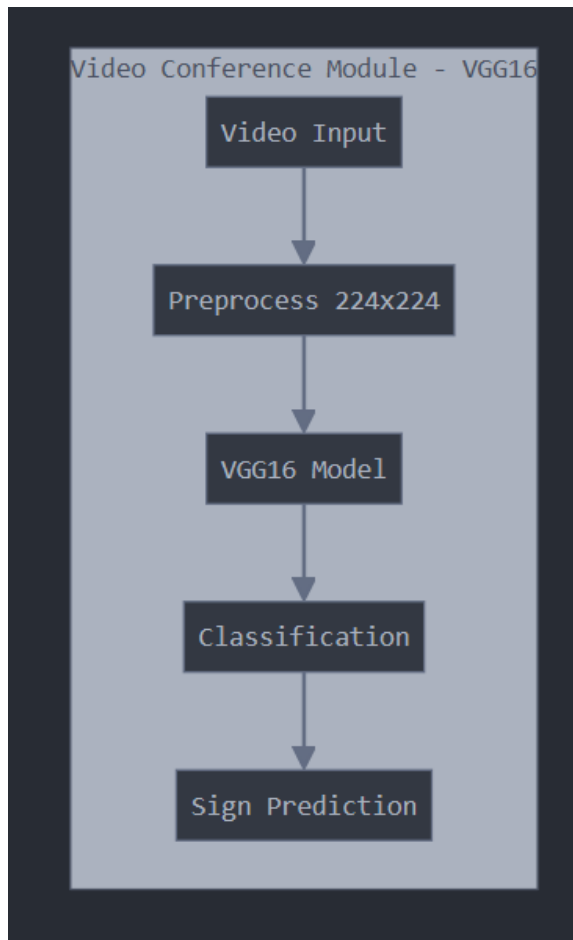 Video Conference Module - VGG16
Video Input
Preprocess 224x224
VGG16 Model
Classification
Sign Prediction